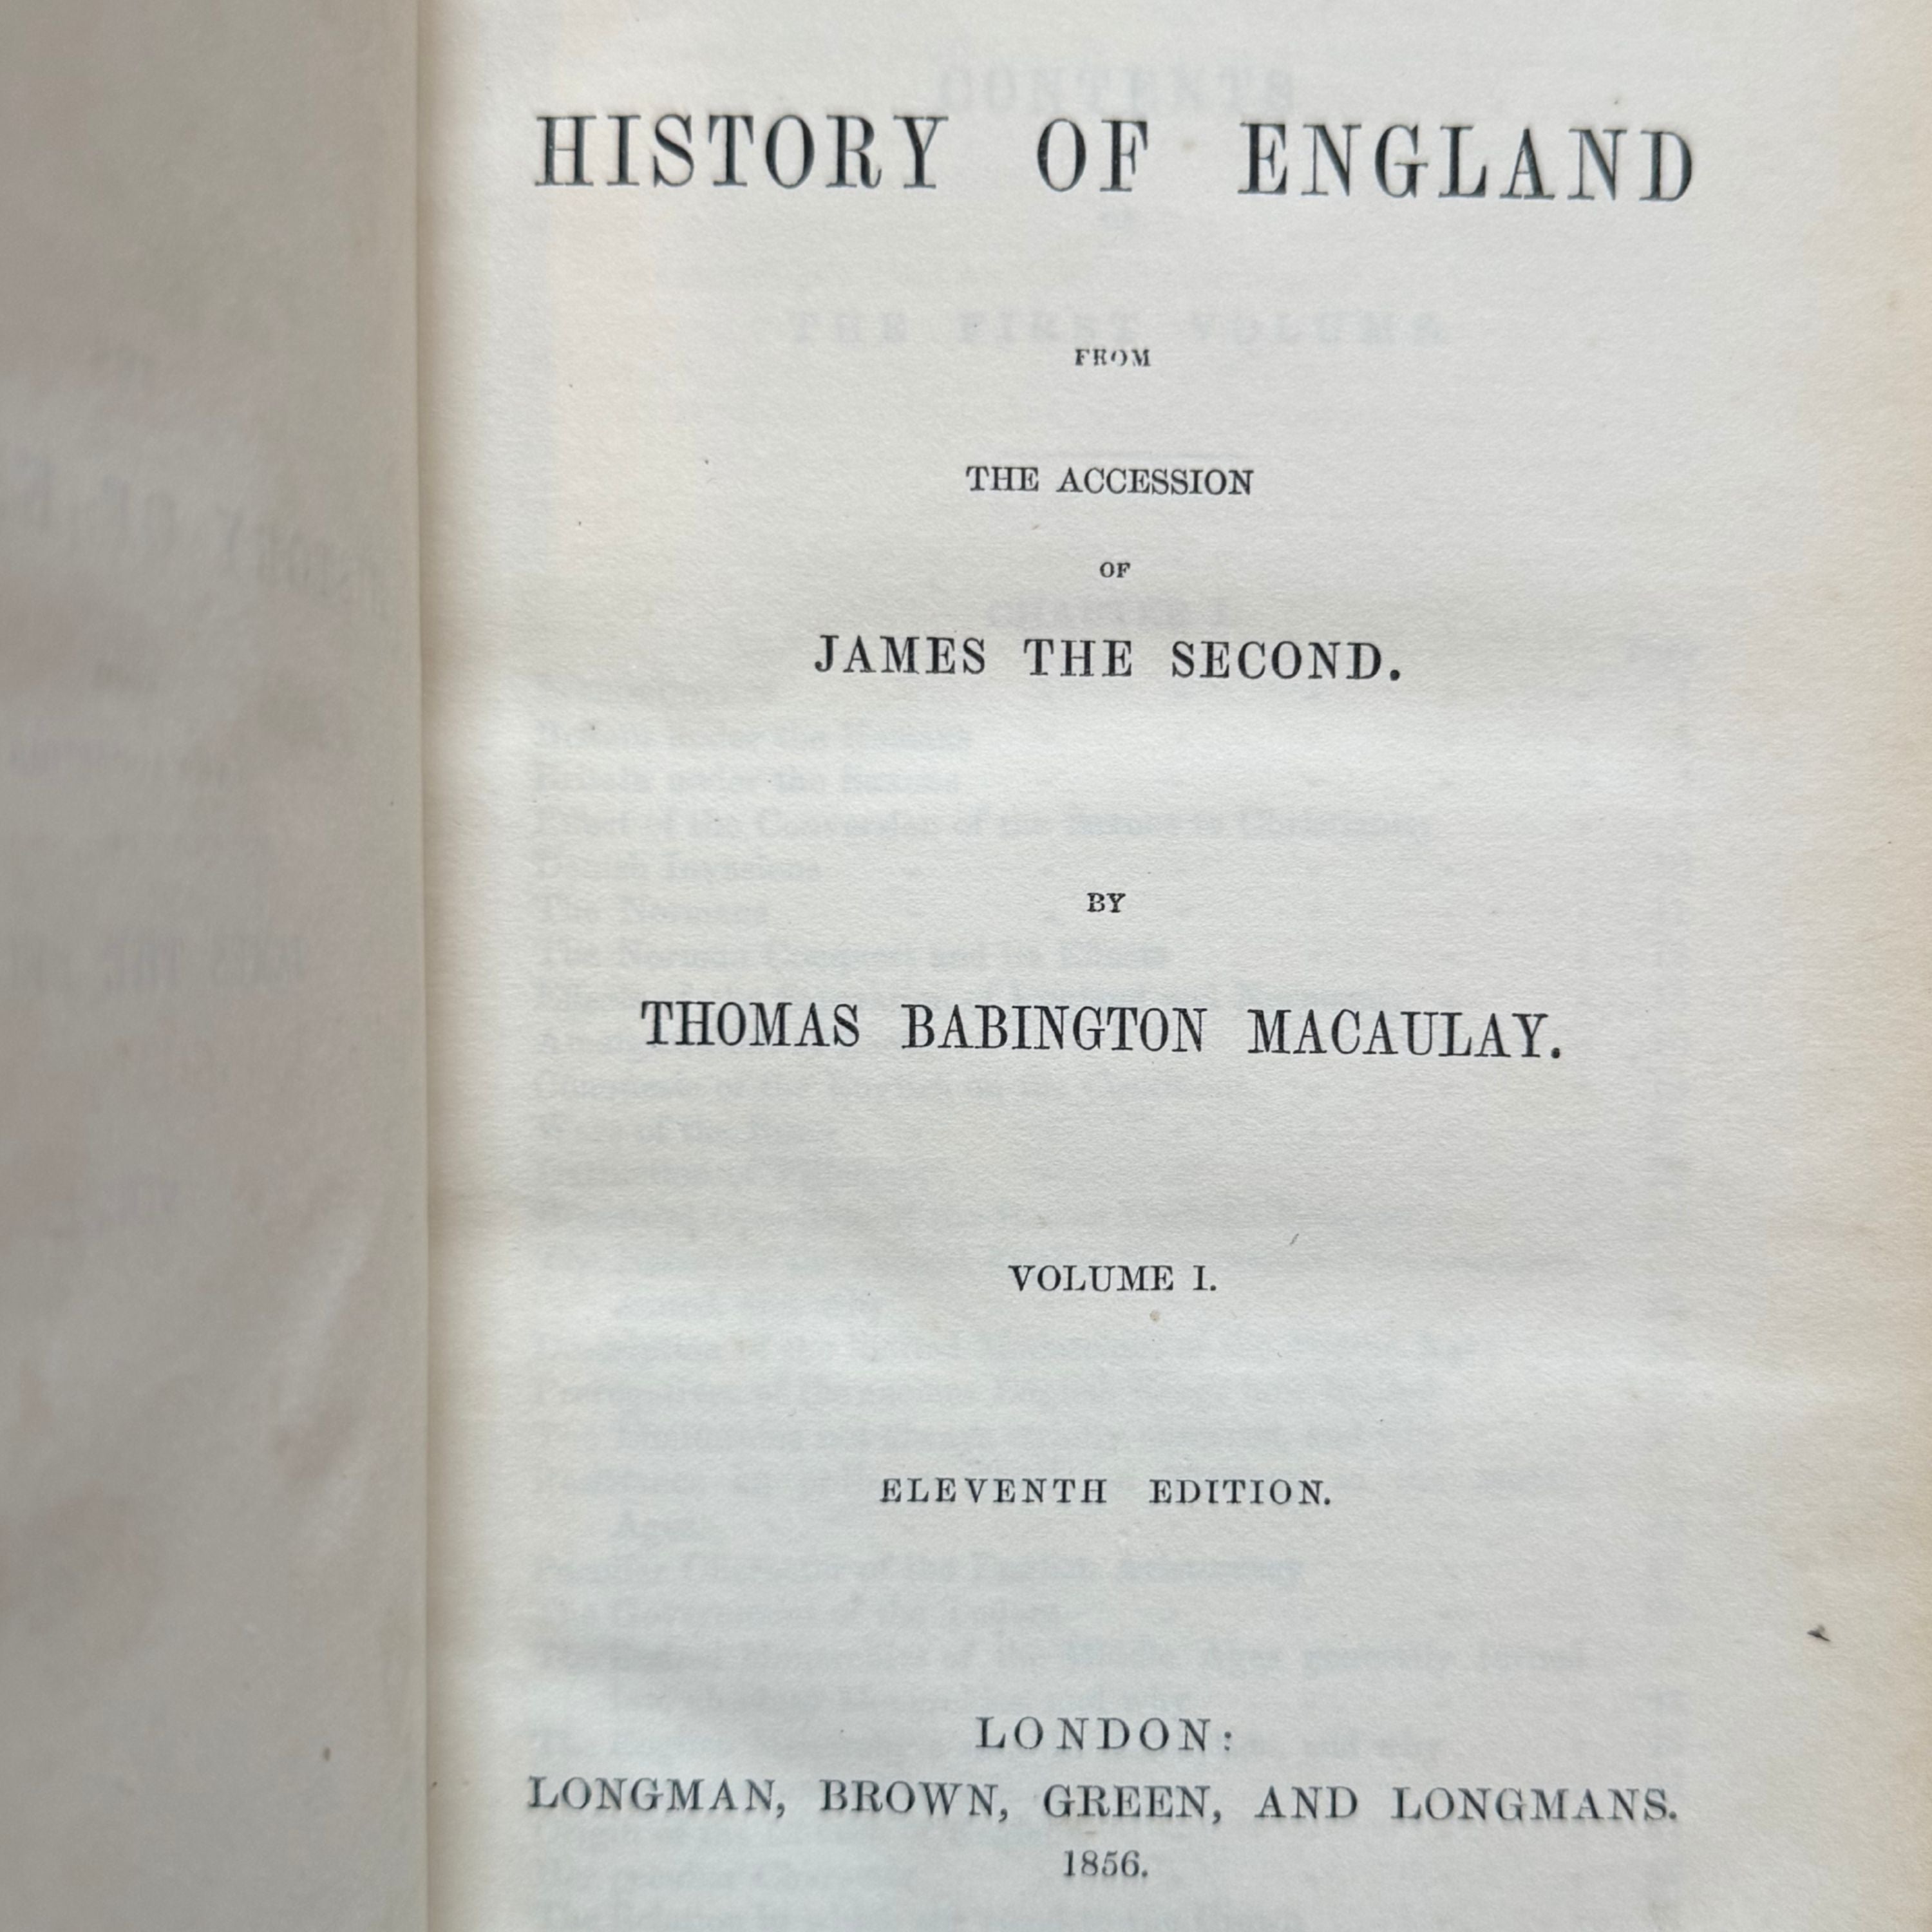 HISTORY OF ENGLAND
FROM
THE ACCESSION
OF
JAMES THE SECOND.
BY
THOMAS BABINGTON MACAULAY.
VOLUME I.
ELEVENTH EDITION.
LONDON:
LONGMAN, BROWN, GREEN, AND LONGMANS.
1856.